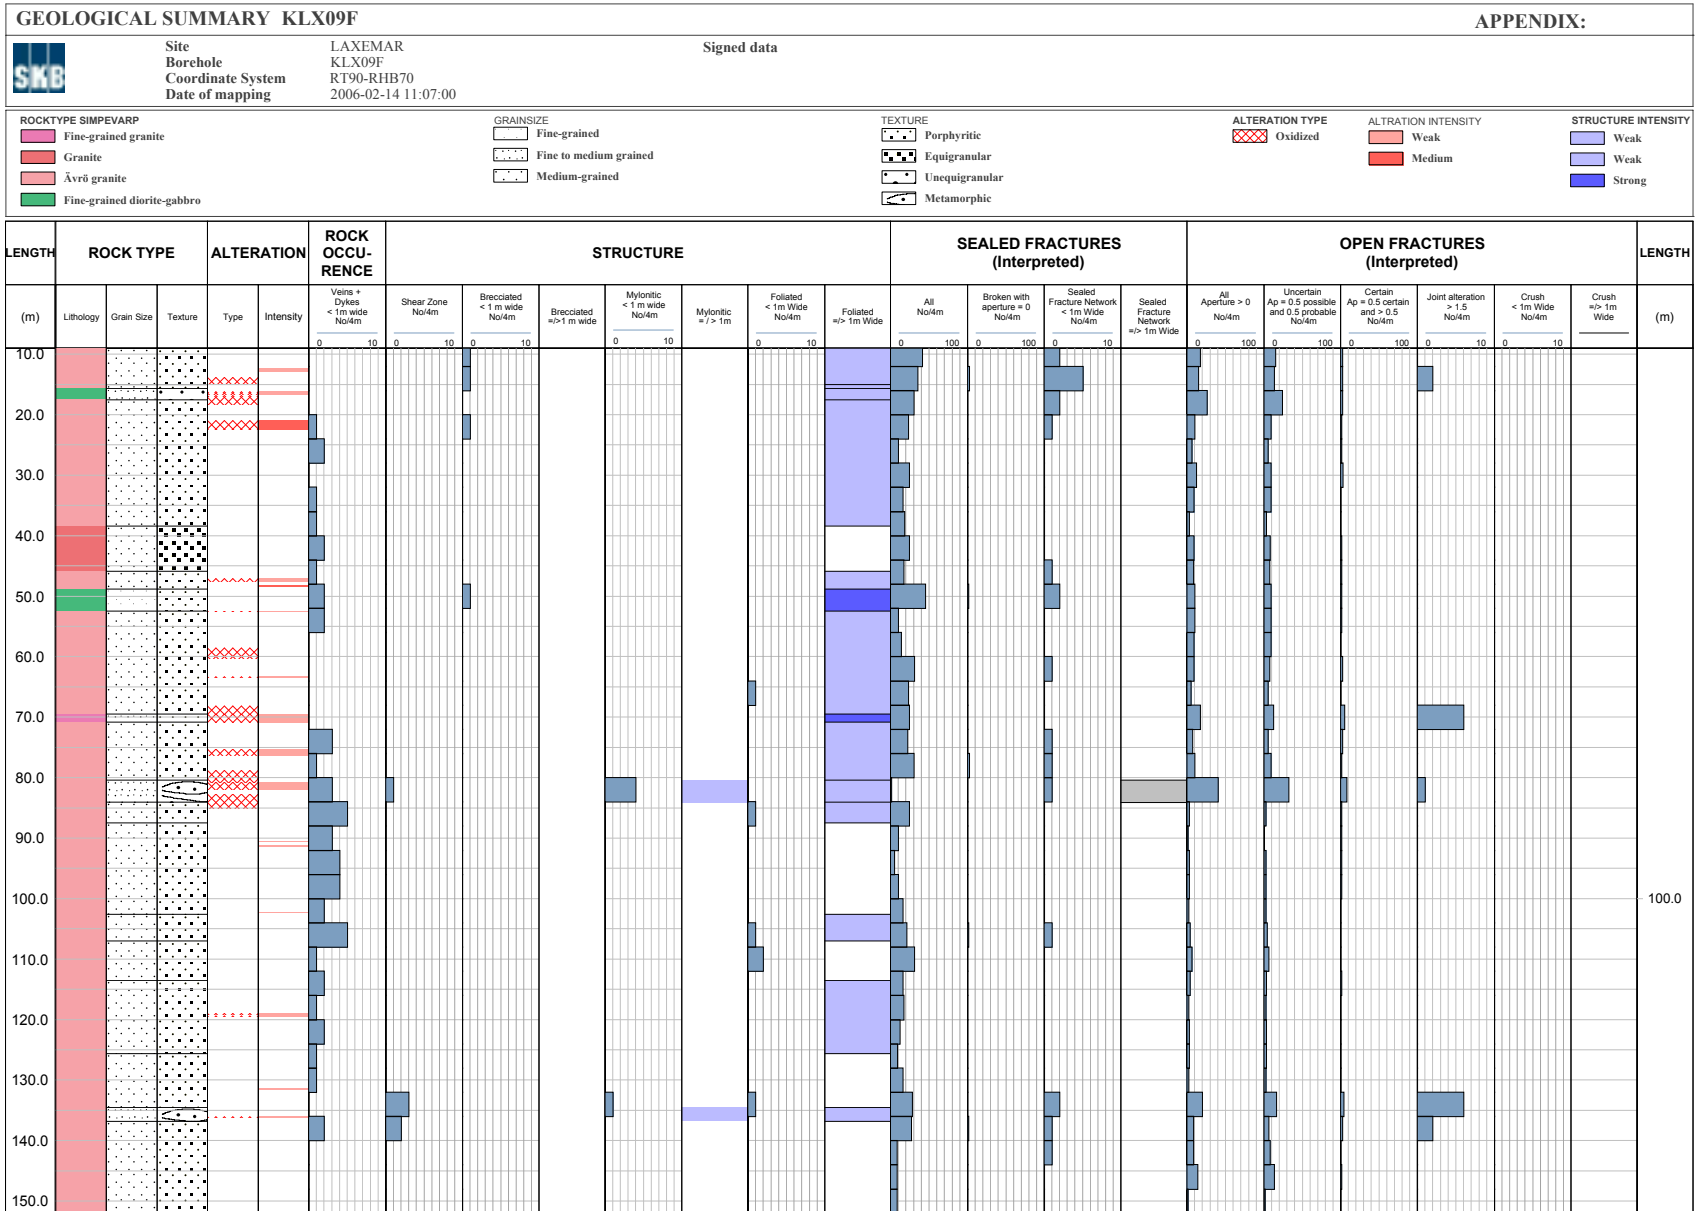 GEOLOGICAL SUMMARY KLX09F
APPENDIX:
SKB
Site LAXEMAR
Borehole KLX09F
Coordinate System RT90-RHB70
Date of mapping 2006-02-14 11:07:00
Signed data
ROCKTYPE SIMPEVARP
Fine-grained granite
Granite
Ävrö granite
Fine-grained diorite-gabbro
GRAINSIZE
Fine-grained
Fine to medium grained
Medium-grained
TEXTURE
Porphyritic
Equigranular
Unequigranular
Metamorphic
ALTERATION TYPE
Oxidized
ALTRATION INTENSITY
Weak
Medium
STRUCTURE INTENSITY
Weak
Weak
Strong
LENGTH
ROCK TYPE
ALTERATION
ROCK
OCCU-
RENCE
STRUCTURE
SEALED FRACTURES
(Interpreted)
OPEN FRACTURES
(Interpreted)
LENGTH
(m)
Lithology
Grain Size
Texture
Type
Intensity
Veins +
Dykes
< 1m wide
No/4m
0 10
Shear Zone
No/4m
0 10
Brecciated
< 1 m wide
No/4m
0 10
Brecciated
=/>1 m wide
Mylonitic
< 1 m wide
No/4m
0 10
Mylonitic
= / > 1m
Foliated
< 1m wide
No/4m
0 10
Foliated
=/> 1m Wide
All
No/4m
0 100
Broken with
aperture = 0
No/4m
0 100
Sealed
Fracture Network
< 1m Wide
No/4m
0 10
Sealed
Fracture
Network
=/> 1m Wide
All
Aperture > 0
No/4m
0 100
Uncertain
Ap = 0.5 possible
and 0.5 probable
No/4m
0 100
Certain
Ap = 0.5 certain
and > 0.5
No/4m
0 100
Joint alteration
> 1.5
No/4m
0 10
Crush
< 1m Wide
No/4m
0 10
Crush
=/> 1m
Wide
(m)
10.0
20.0
30.0
40.0
50.0
60.0
70.0
80.0
90.0
100.0 100.0
110.0
120.0
130.0
140.0
150.0